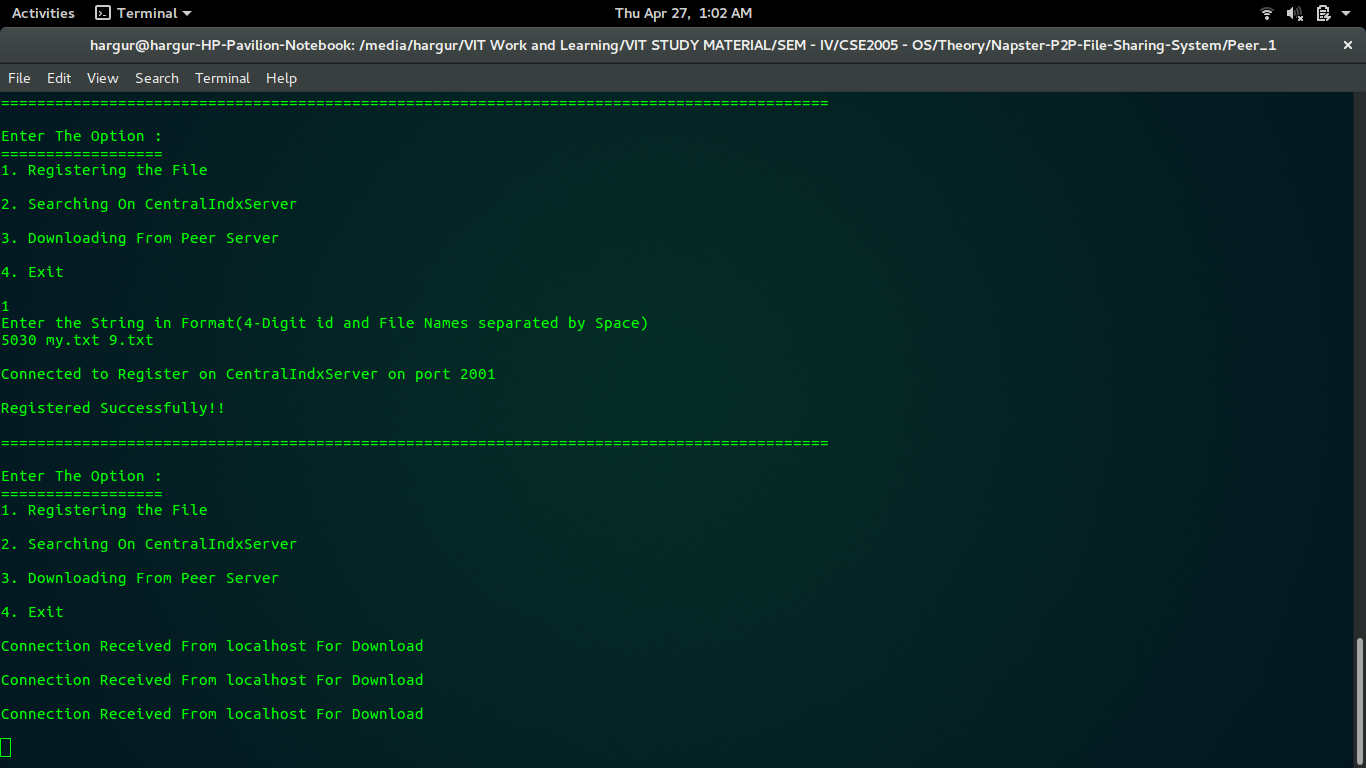 Activities Terminal Thu Apr 27, 1:02 AM
hargur@hargur-HP-Pavilion-Notebook: /media/hargur/VIT Work and Learning/VIT STUDY MATERIAL/SEM - IV/CSE2005 - OS/Theory/Napster-P2P-File-Sharing-System/Peer_1 ×
File Edit View Search Terminal Help
============================================================================================
Enter The Option :
==================
1. Registering the File
2. Searching On CentralIndxServer
3. Downloading From Peer Server
4. Exit
1
Enter the String in Format(4-Digit id and File Names separated by Space)
5030 my.txt 9.txt
Connected to Register on CentralIndxServer on port 2001
Registered Successfully!!
============================================================================================
Enter The Option :
==================
1. Registering the File
2. Searching On CentralIndxServer
3. Downloading From Peer Server
4. Exit
Connection Received From localhost For Download
Connection Received From localhost For Download
Connection Received From localhost For Download